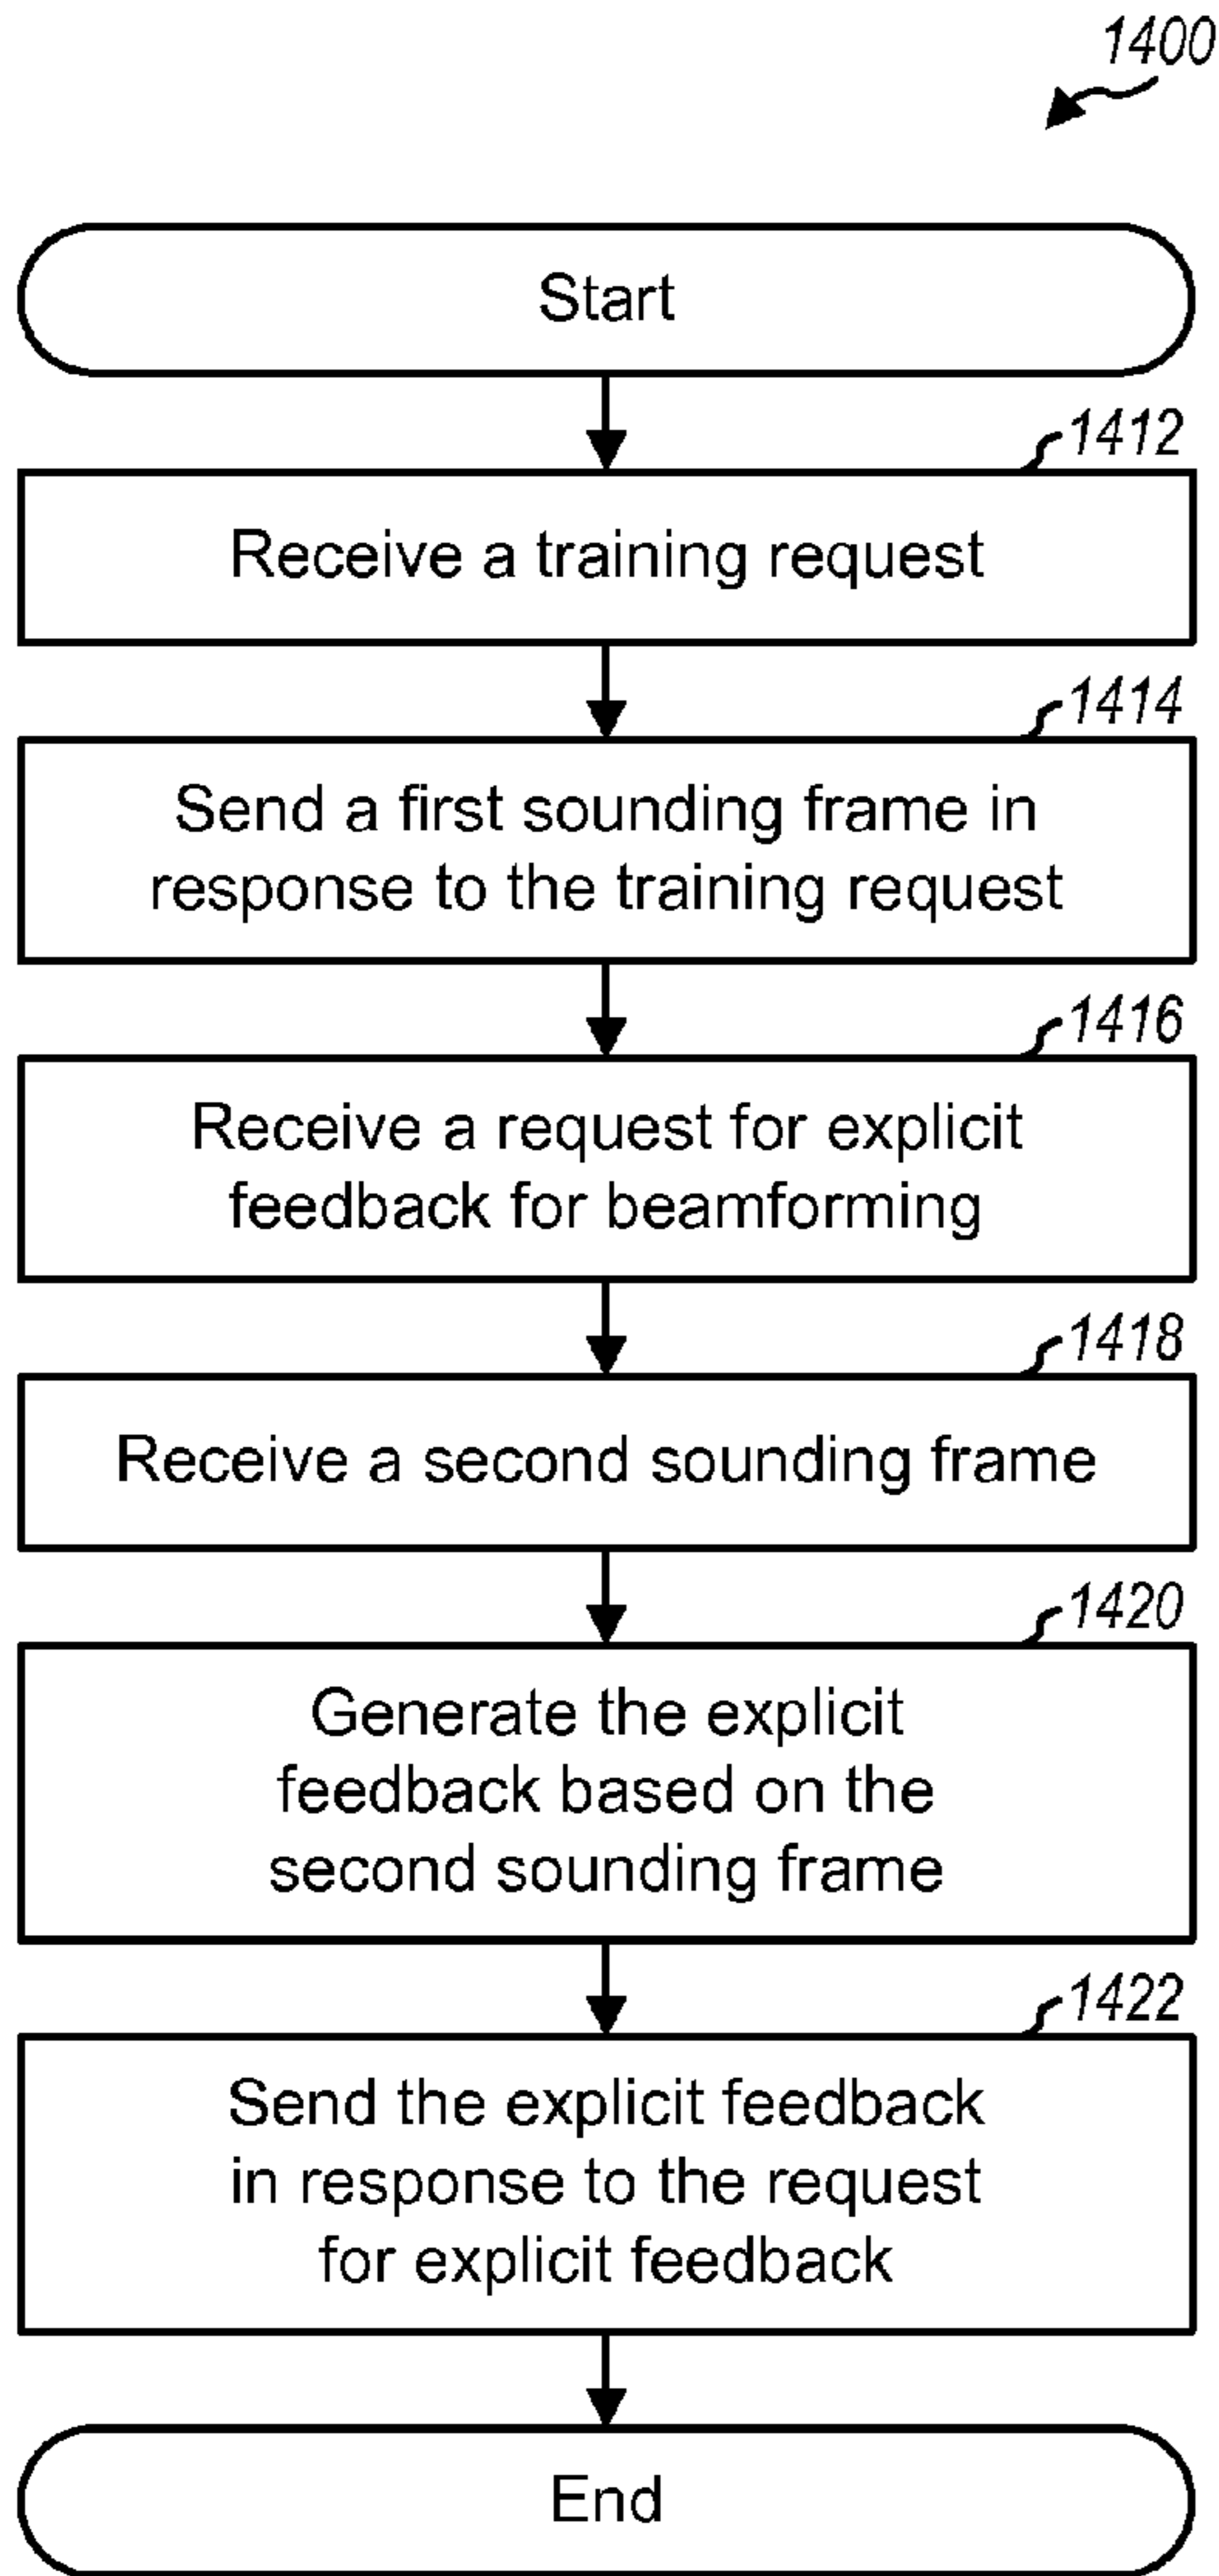 1400
Start
1412
Receive a training request
1414
Send a first sounding frame in
response to the training request
1416
Receive a request for explicit
feedback for beamforming
1418
Receive a second sounding frame
1420
Generate the explicit
feedback based on the
second sounding frame
1422
Send the explicit feedback
in response to the request
for explicit feedback
End